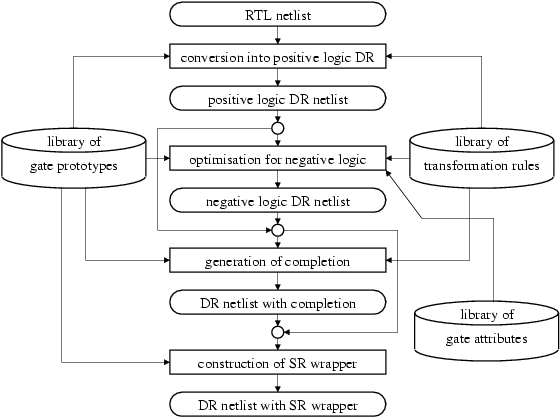 RTL netlist
conversion into positive logic DR
positive logic DR netlist
library of
gate prototypes
optimisation for negative logic
library of
transformation rules
negative logic DR netlist
generation of completion
DR netlist with completion
library of
gate attributes
construction of SR wrapper
DR netlist with SR wrapper